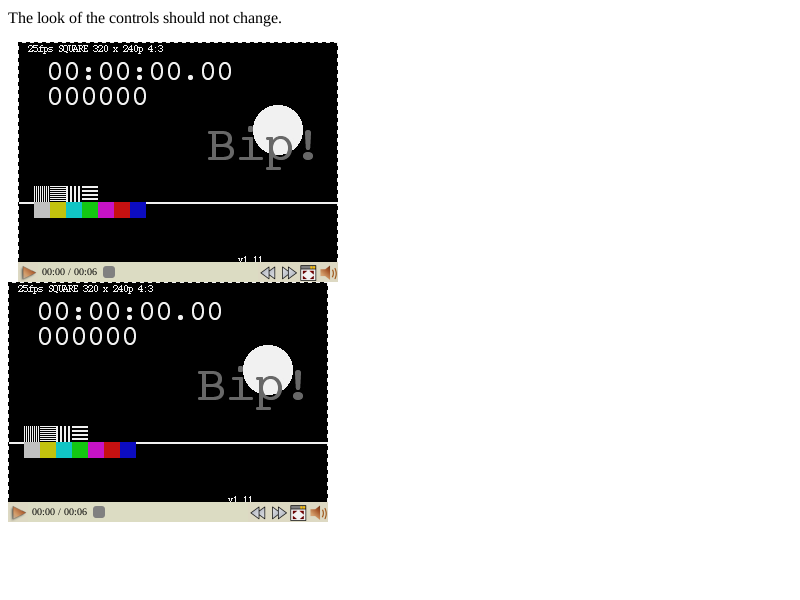 The look of the controls should not change.
25fps SQUARE 320 x 240p 4:3
00:00:00.00
000000
Bip!
v1.11
00:00 / 00:06
25fps SQUARE 320 x 240p 4:3
00:00:00.00
000000
Bip!
v1.11
00:00 / 00:06